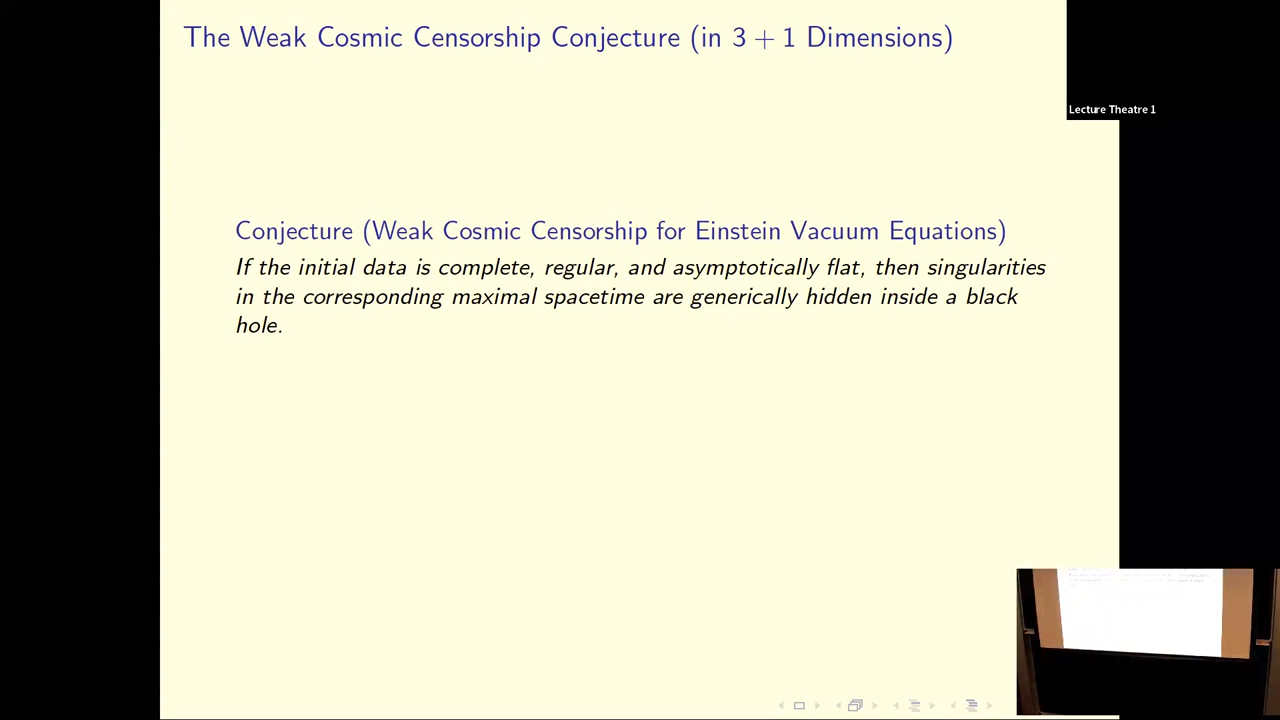 The Weak Cosmic Censorship Conjecture (in 3 + 1 Dimensions)
Lecture Theatre 1
Conjecture (Weak Cosmic Censorship for Einstein Vacuum Equations)
If the initial data is complete, regular, and asymptotically flat, then singularities
in the corresponding maximal spacetime are generically hidden inside a black
hole.